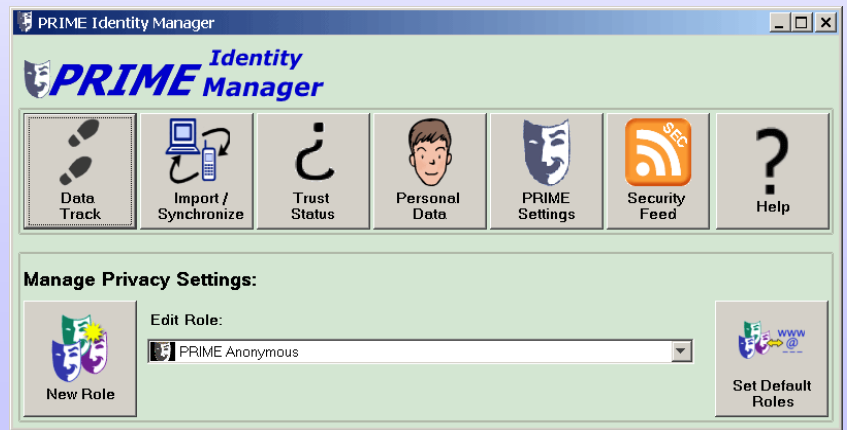 PRIME Identity Manager
Identity
PRIME Manager
Data
Track
Import /
Synchronize
Trust
Status
Personal
Data
PRIME
Settings
SEC
Security
Feed
?
Help
Manage Privacy Settings:
New Role
Edit Role:
PRIME Anonymous
www
@
Set Default
Roles